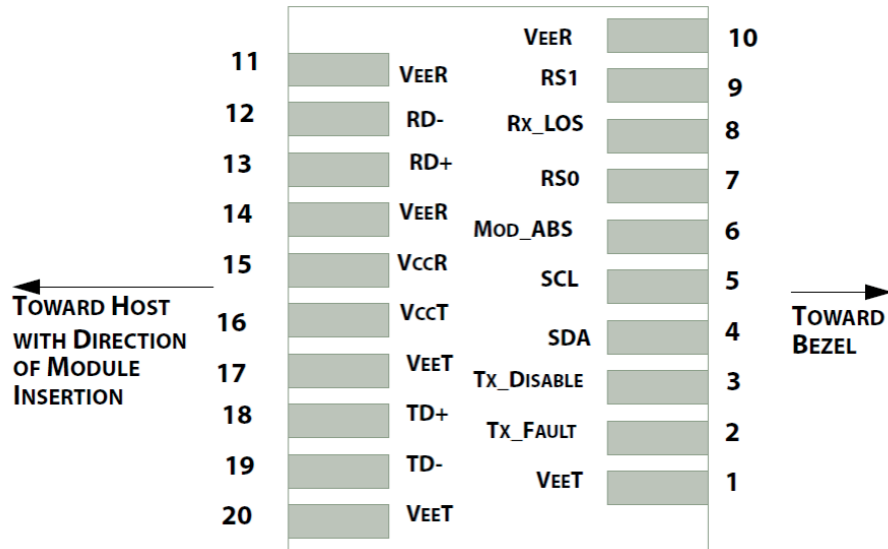 VEER 10
11 VEER RS1 9
12 RD- RX_LOS 8
13 RD+ RS0 7
14 VEER MOD_ABS 6
15 VCCR SCL 5
16 VCCT SDA 4
17 VEET TX_DISABLE 3
18 TD+ TX_FAULT 2
19 TD- VEET 1
20 VEET
TOWARD HOST
WITH DIRECTION
OF MODULE
INSERTION
TOWARD
BEZEL